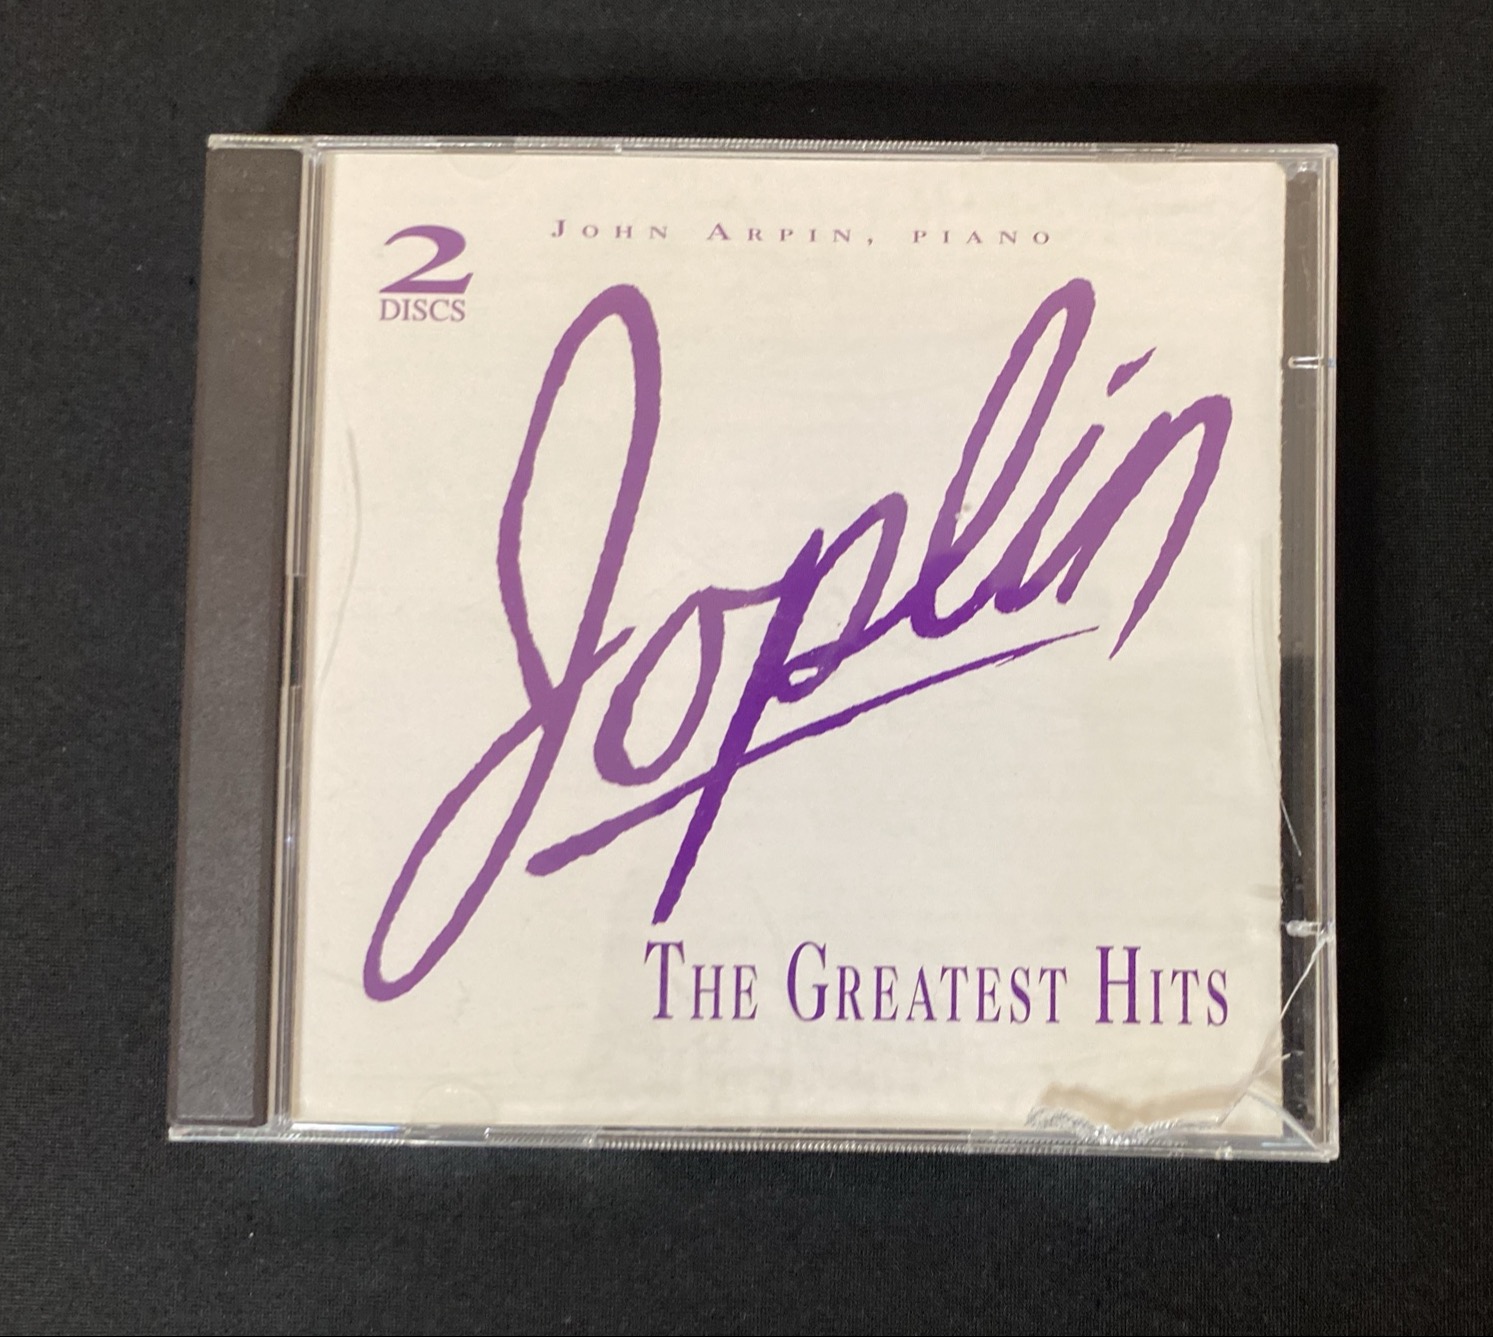 John Arpin, piano
2
DISCS
Joplin
The Greatest Hits